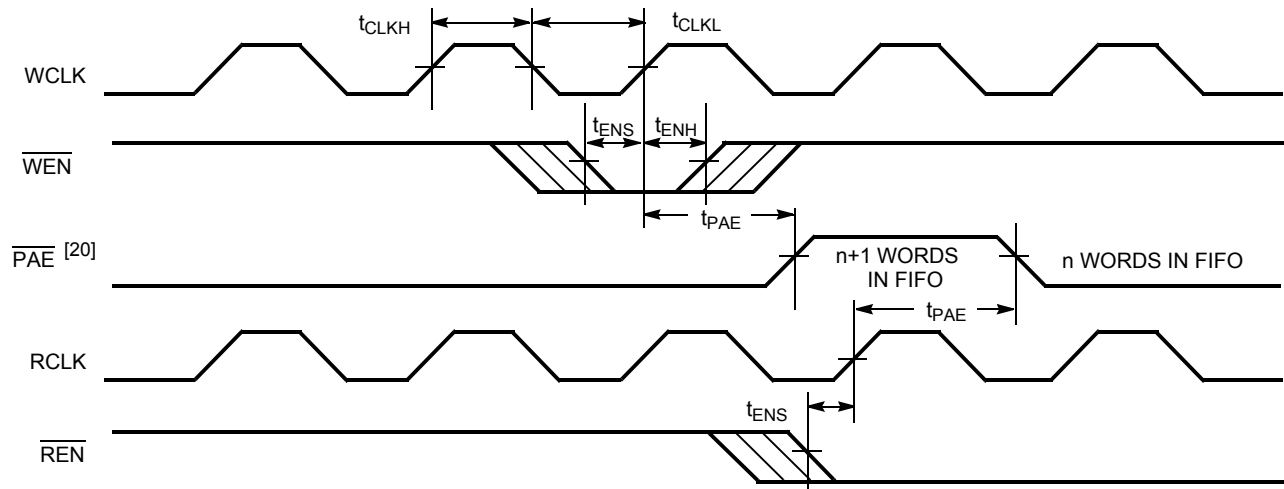 tCLKH
tCLKL
WCLK
tENS
tENH
WEN
tPAE
PAE [20]
n+1 WORDS
IN FIFO
n WORDS IN FIFO
tPAE
RCLK
tENS
REN